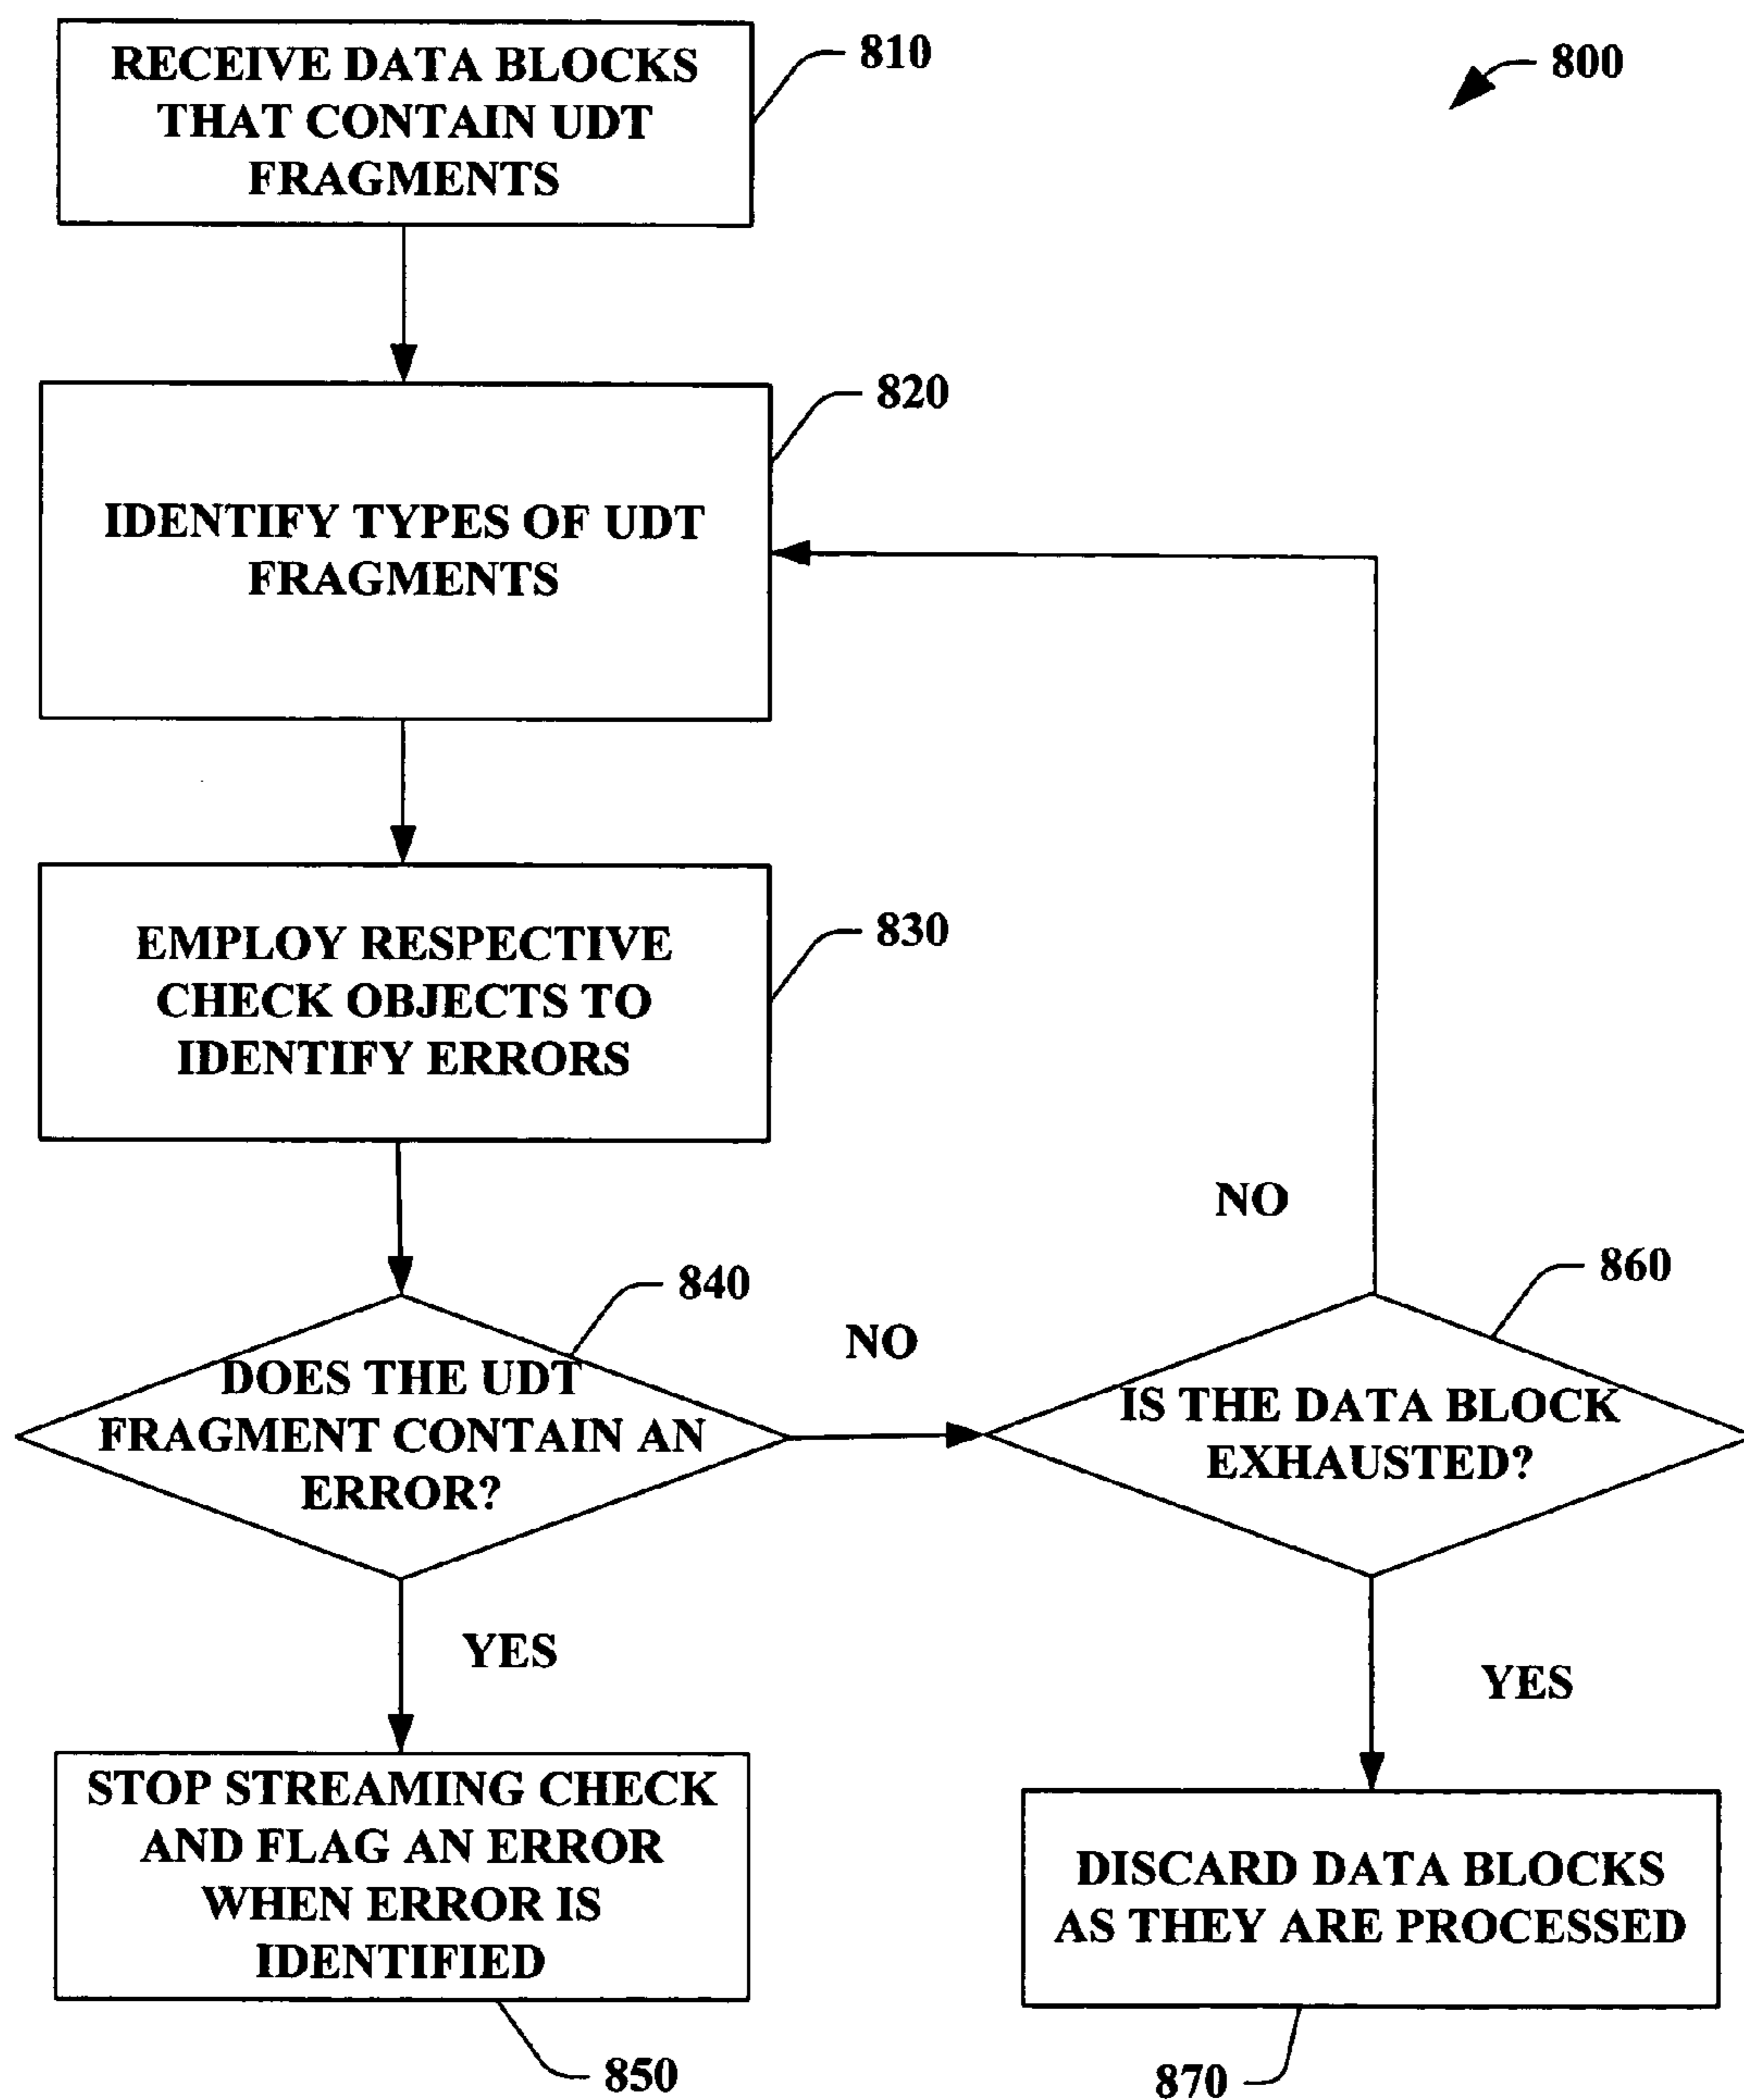 RECEIVE DATA BLOCKS
THAT CONTAIN UDT
FRAGMENTS
810
800
820
IDENTIFY TYPES OF UDT
FRAGMENTS
EMPLOY RESPECTIVE
CHECK OBJECTS TO
IDENTIFY ERRORS
830
NO
840
860
DOES THE UDT
FRAGMENT CONTAIN AN
ERROR?
NO
IS THE DATA BLOCK
EXHAUSTED?
YES
YES
STOP STREAMING CHECK
AND FLAG AN ERROR
WHEN ERROR IS
IDENTIFIED
DISCARD DATA BLOCKS
AS THEY ARE PROCESSED
850
870